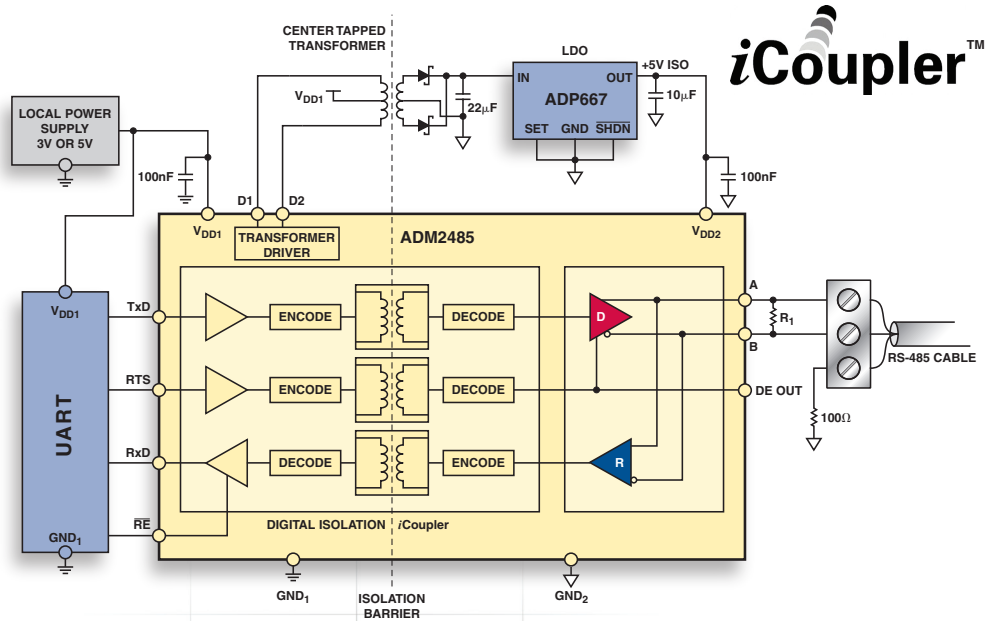 CENTER TAPPED
TRANSFORMER
iCoupler™
LDO
IN
OUT
ADP667
SET
GND
SHDN
+5V ISO
10μF
VDD1
22μF
LOCAL POWER
SUPPLY
3V OR 5V
100nF
100nF
D1
D2
VDD1
TRANSFORMER
DRIVER
ADM2485
VDD2
VDD1
UART
GND1
TxD
RTS
RxD
RE
ENCODE
DECODE
ENCODE
DECODE
DECODE
ENCODE
D
R
A
B
DE OUT
R1
RS-485 CABLE
100Ω
DIGITAL ISOLATION
iCoupler
GND1
ISOLATION
BARRIER
GND2